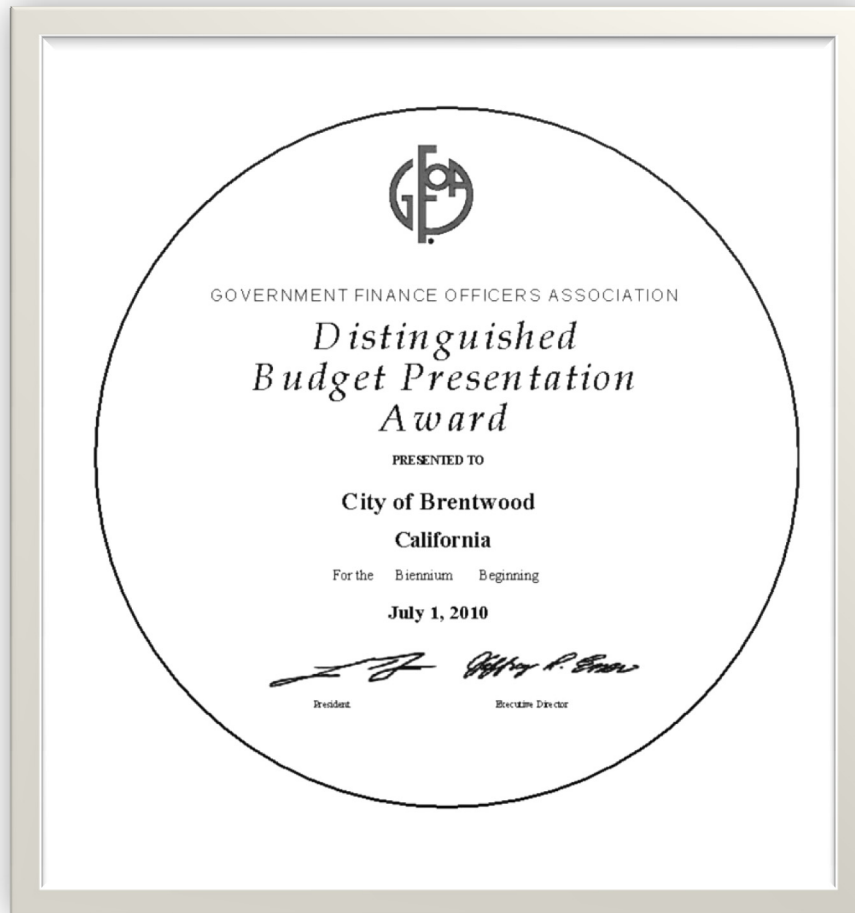 GFOA
GOVERNMENT FINANCE OFFICERS ASSOCIATION
Distinguished
Budget Presentation
Award
PRESENTED TO
City of Brentwood
California
For the Biennium Beginning
July 1, 2010
President
Executive Director